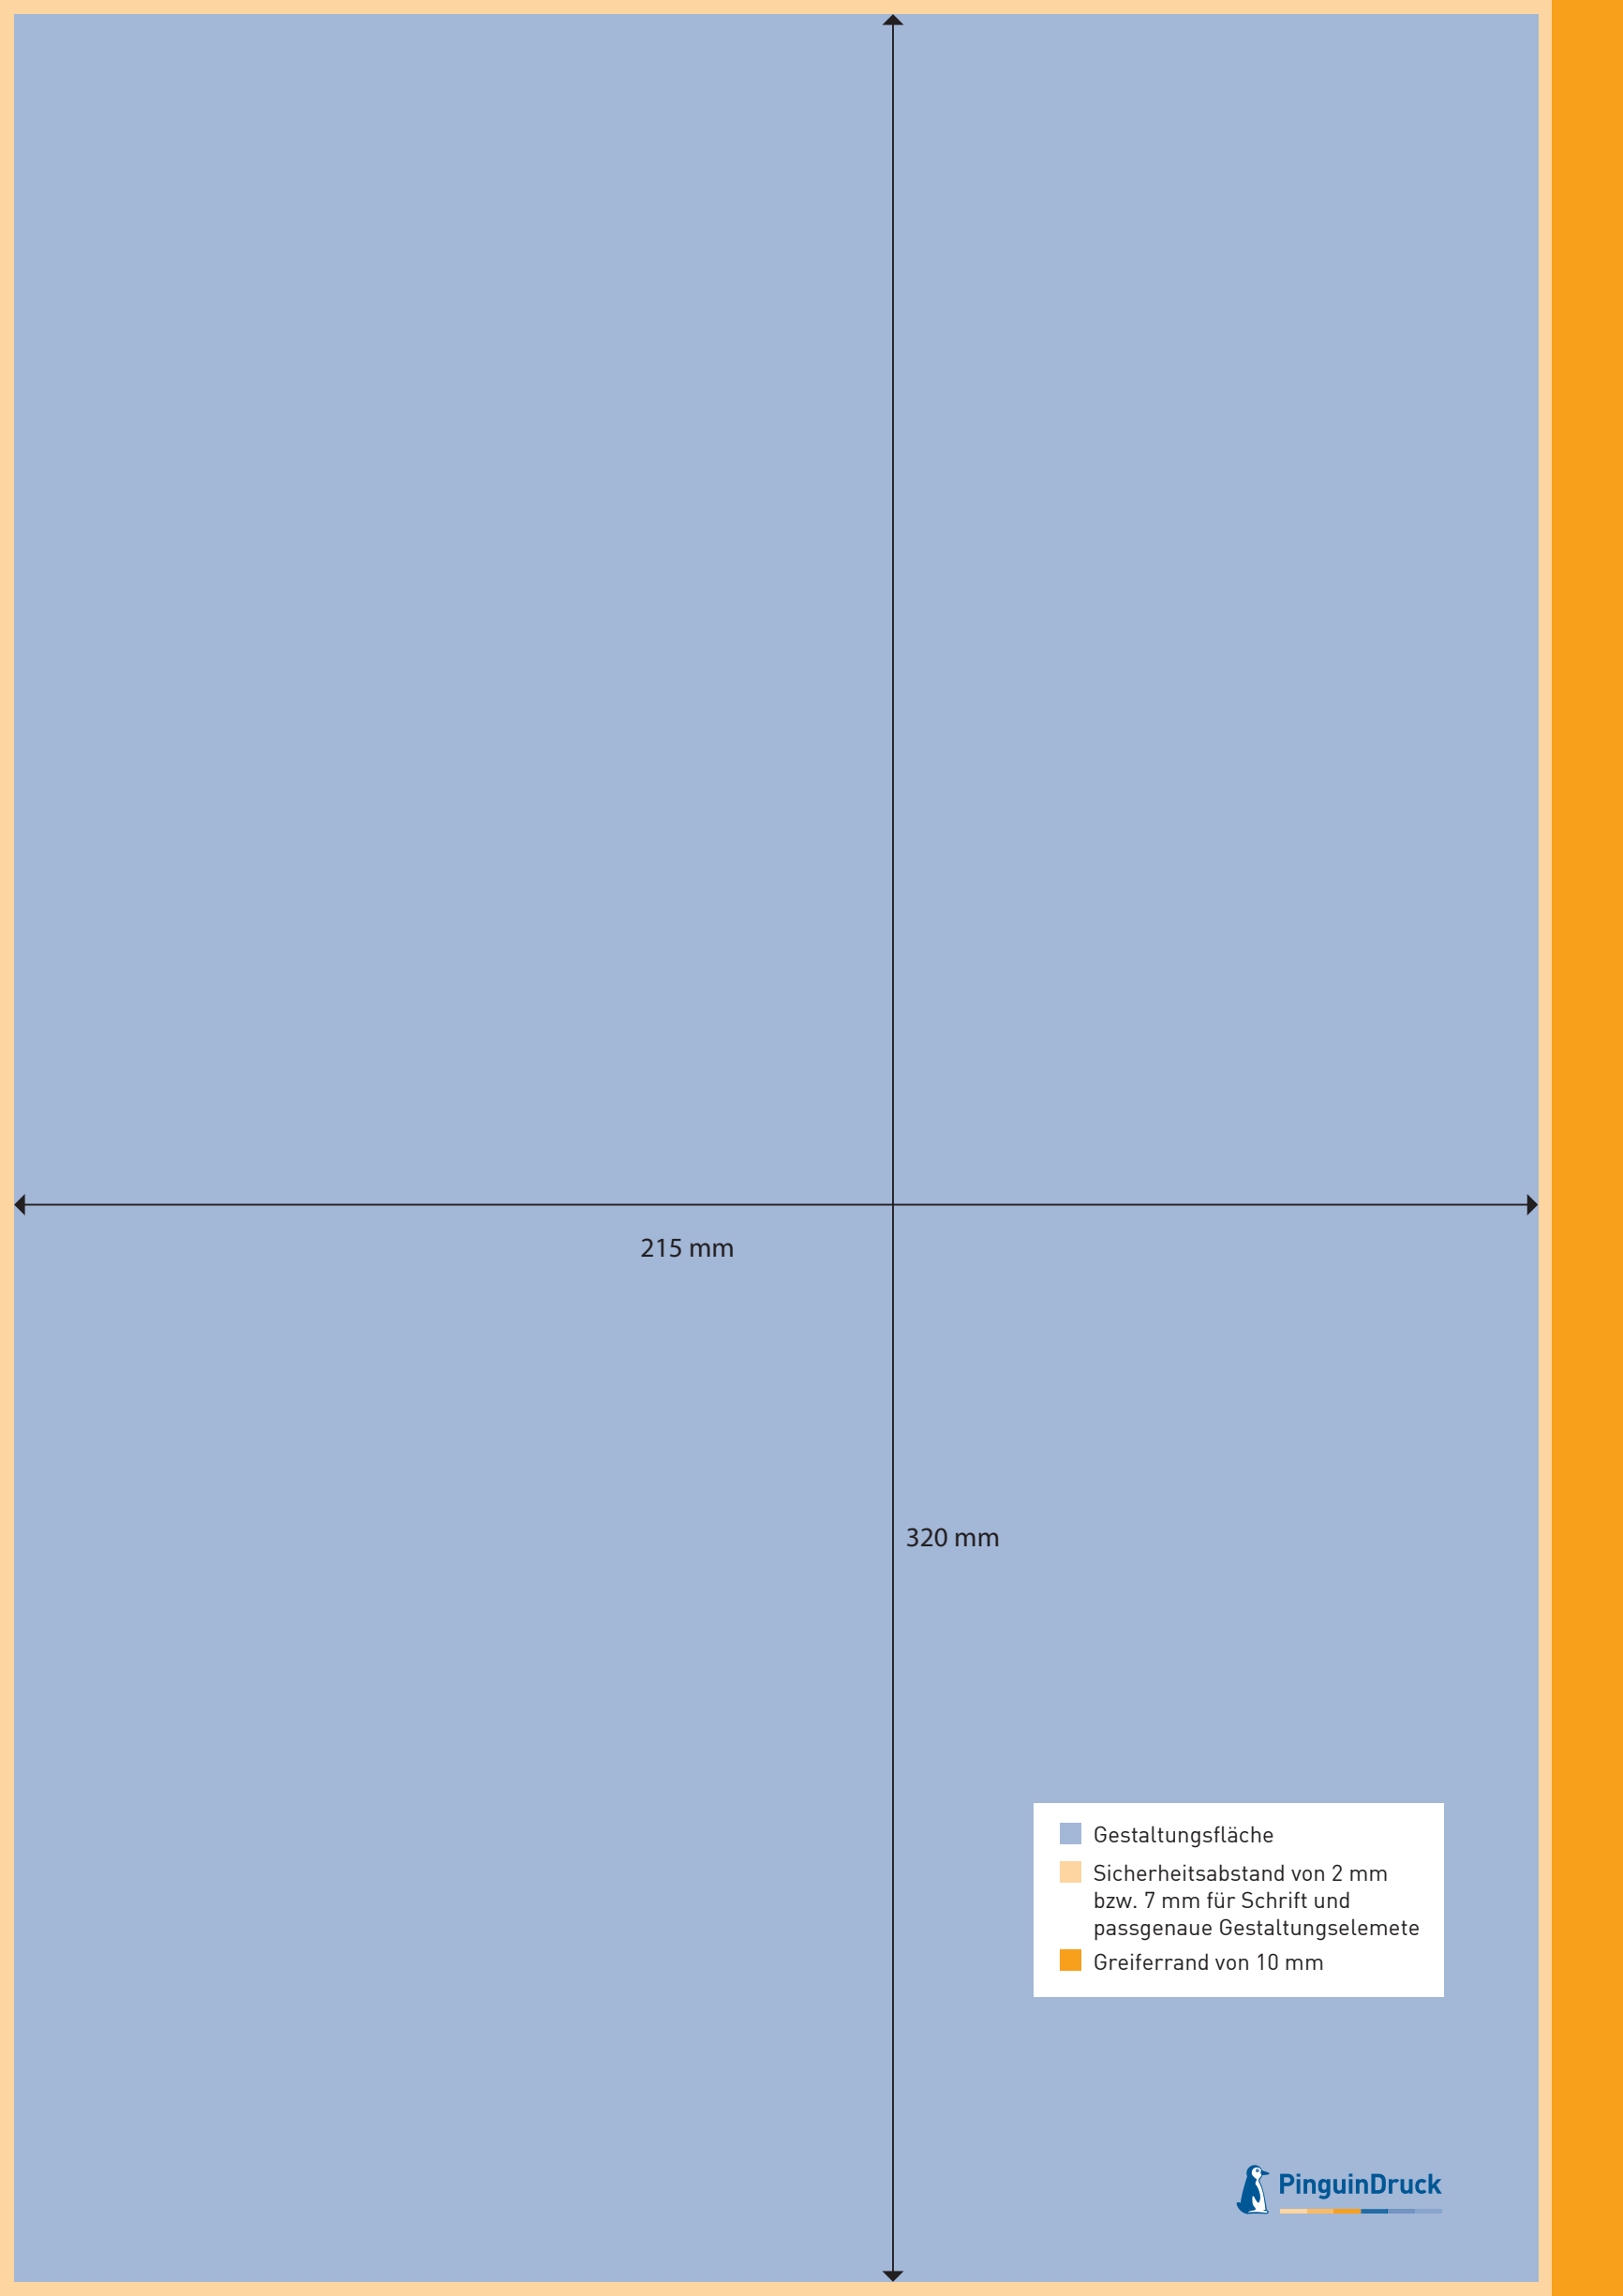 215 mm
320 mm
Gestaltungsfläche
Sicherheitsabstand von 2 mm
bzw. 7 mm für Schrift und
passgenaue Gestaltungselemete
Greiferrand von 10 mm
PinguinDruck